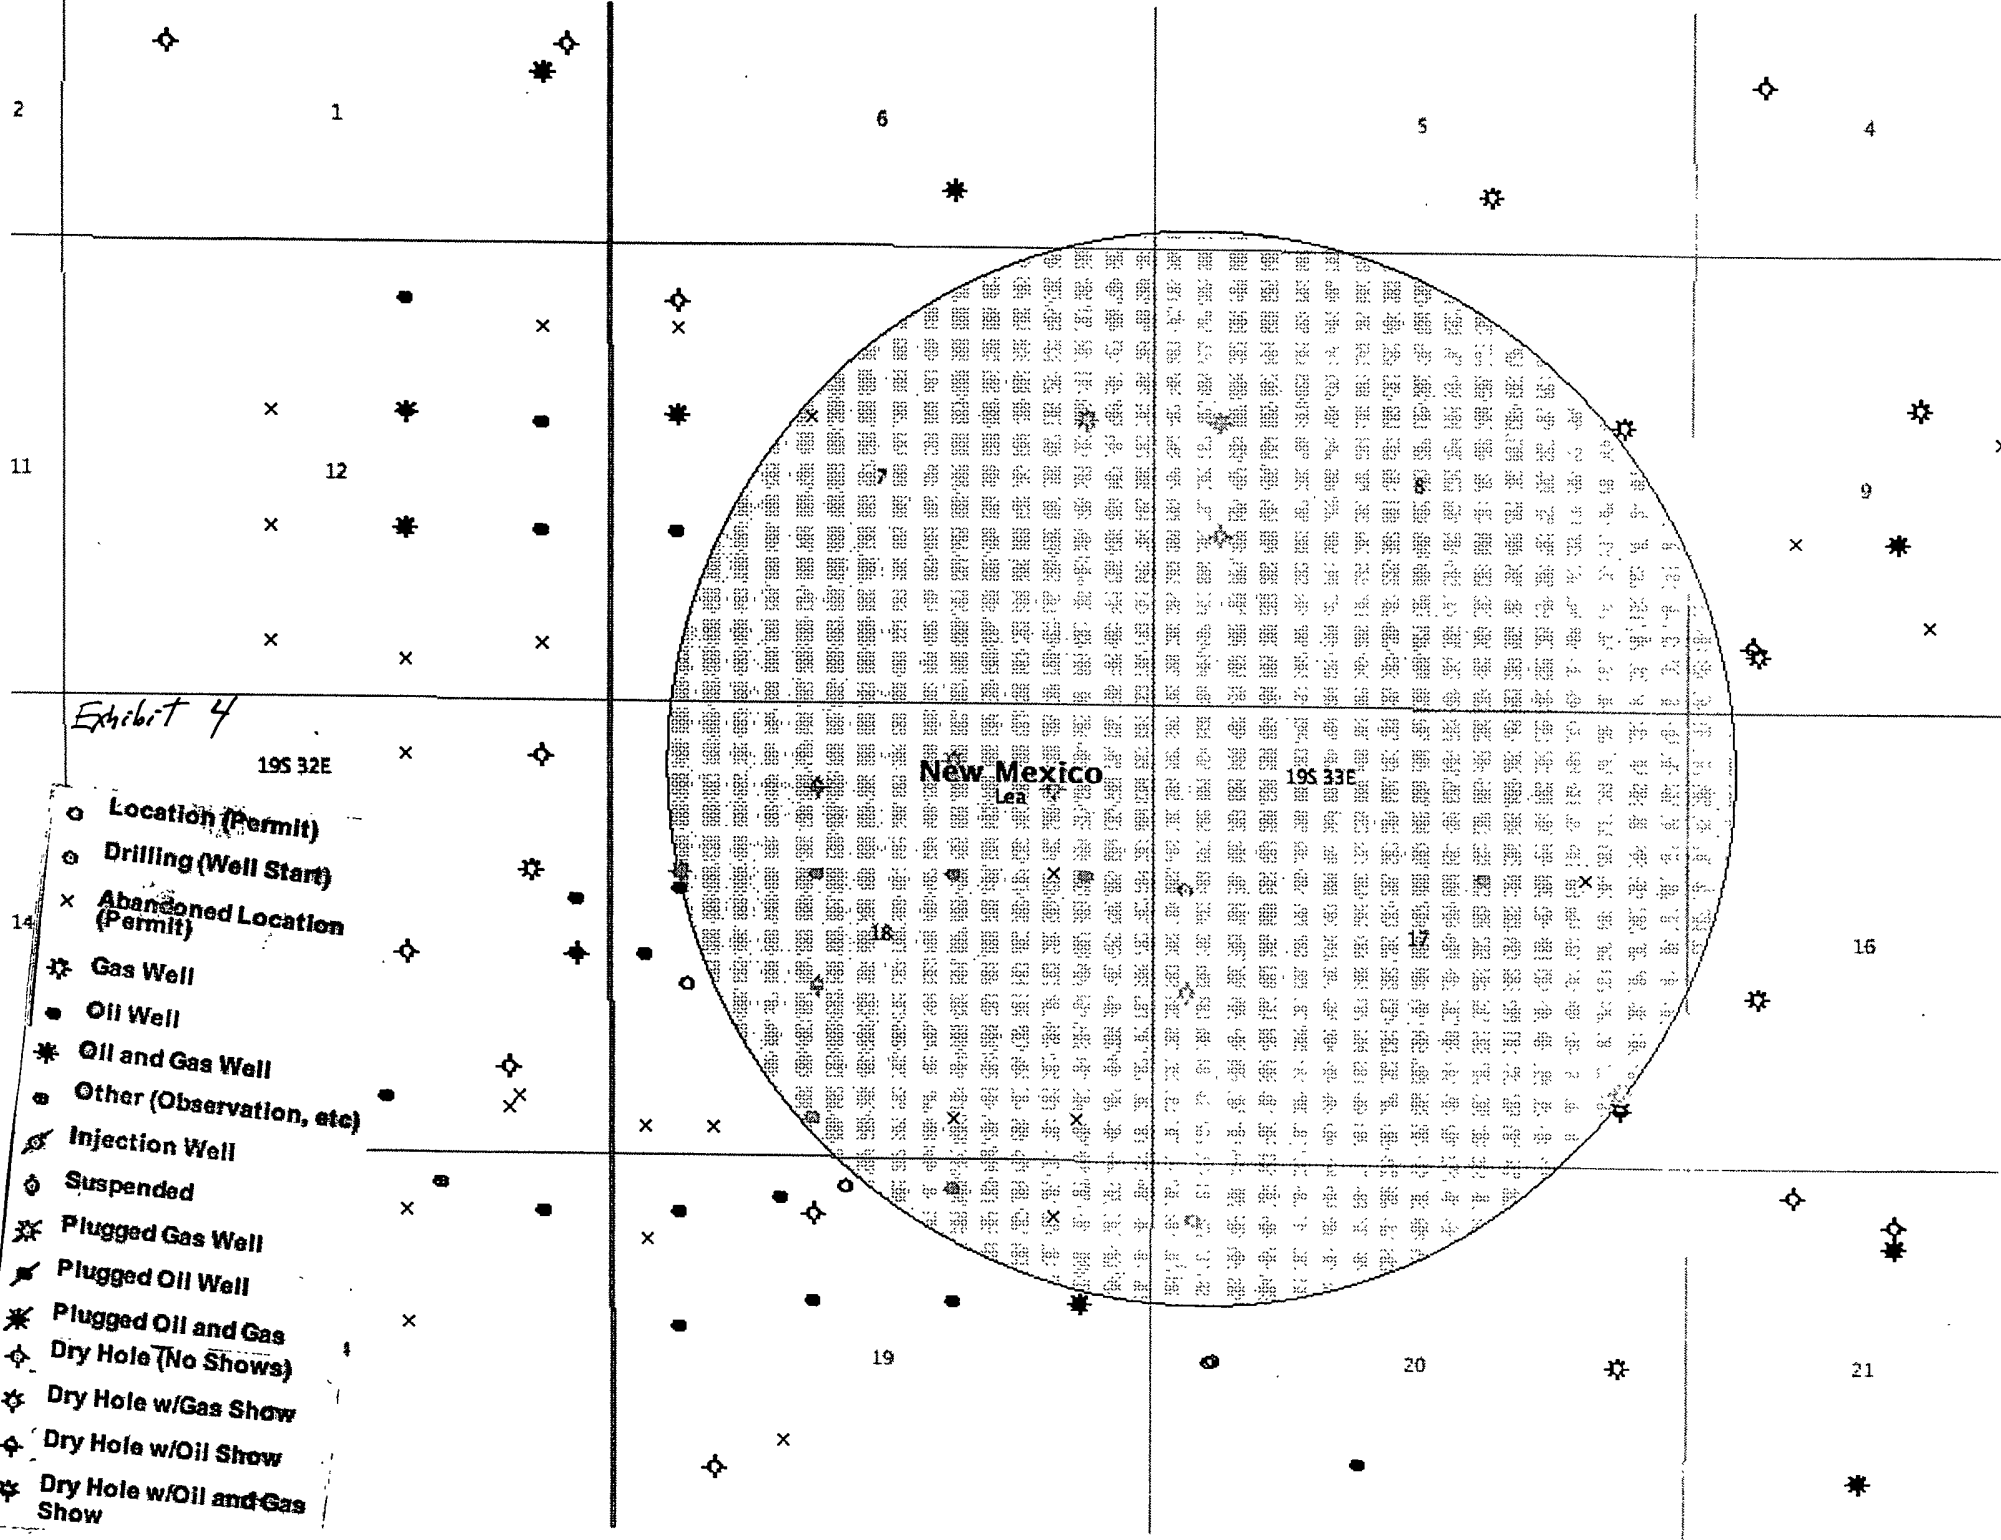 2
1
6
5
4
11
12
7
8
9
Exhibit 4
19S 32E
New Mexico
Lea
19S 33E
Location (Permit)
Drilling (Well Start)
Abandoned Location
(Permit)
14
18
17
16
Gas Well
Oil Well
Oil and Gas Well
Other (Observation, etc)
Injection Well
Suspended
Plugged Gas Well
Plugged Oil Well
Plugged Oil and Gas
Dry Hole (No Shows)
19
20
21
Dry Hole w/Gas Show
Dry Hole w/Oil Show
Dry Hole w/Oil and Gas
Show